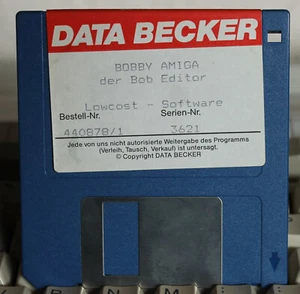 DATA BECKER
BOBBY AMIGA
der Bob Editor
Lowcost - Software
Bestell-Nr. Serien-Nr.
440878/1 3621
Jede von uns nicht autorisierte Weitergabe des Programms
(Verleih, Tausch, Verkauf) ist untersagt.
© Copyright DATA BECKER